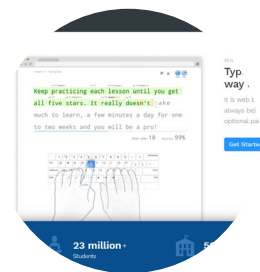 Keep practicing each lesson until you get
all five stars. It really doesn't take
much to learn, a few minutes a day for one
to two weeks and you will be a pro!
18
99%
Typ
way
It is web b
always be
optional pai
Get Starte
23 million+
Students